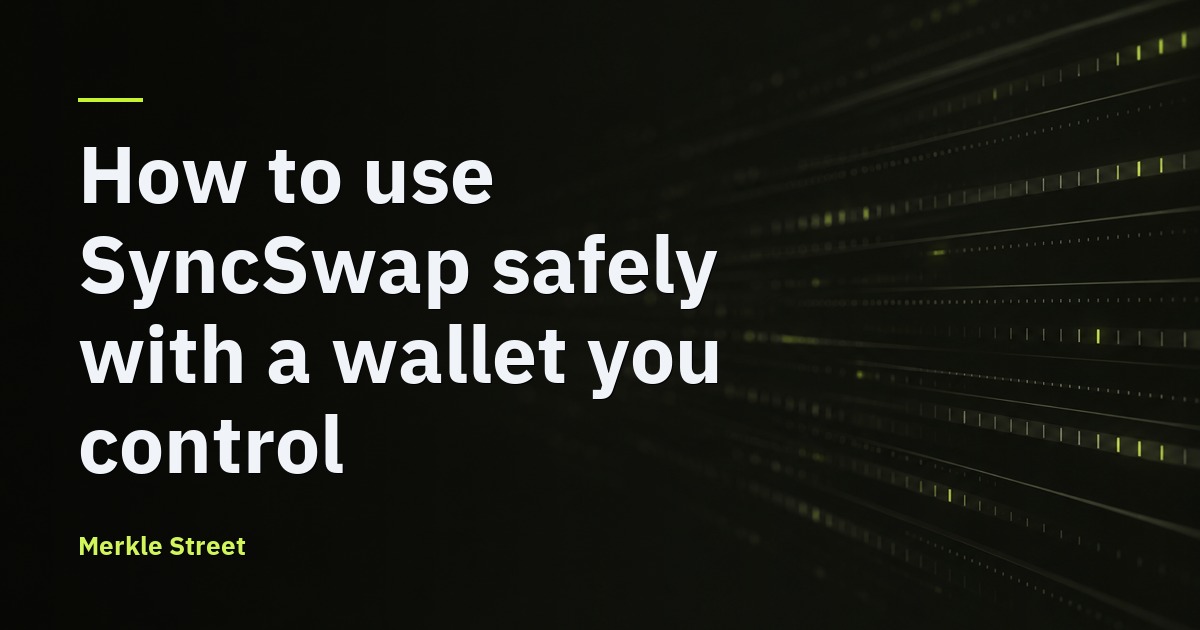 How to use
SyncSwap safely
with a wallet you
control
Merkle Street